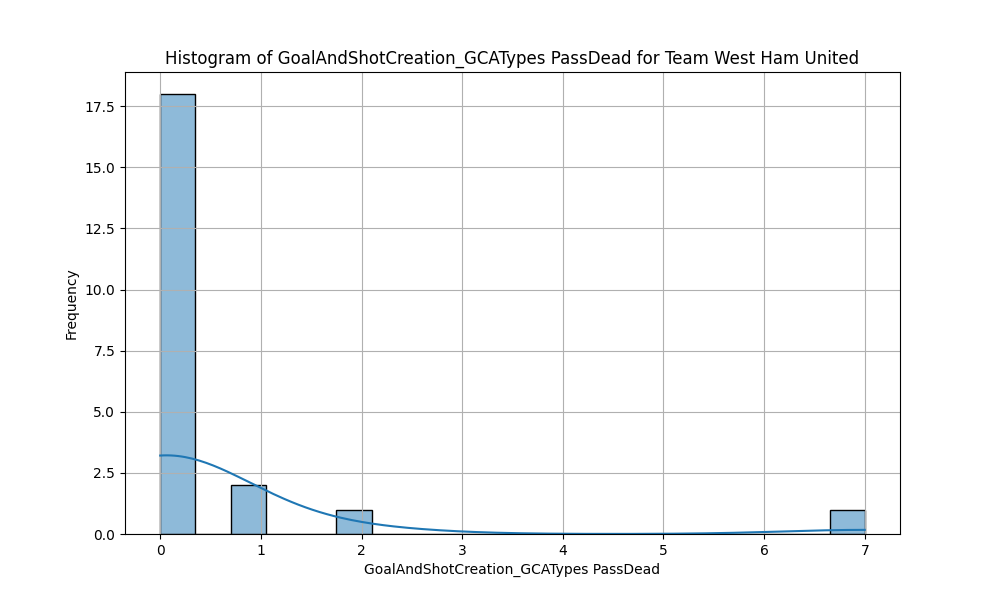 Histogram of GoalAndShotCreation_GCATypes PassDead for Team West Ham United
17.5
15.0
12.5
10.0
7.5
5.0
2.5
0.0
Frequency
0 1 2 3 4 5 6 7
GoalAndShotCreation_GCATypes PassDead